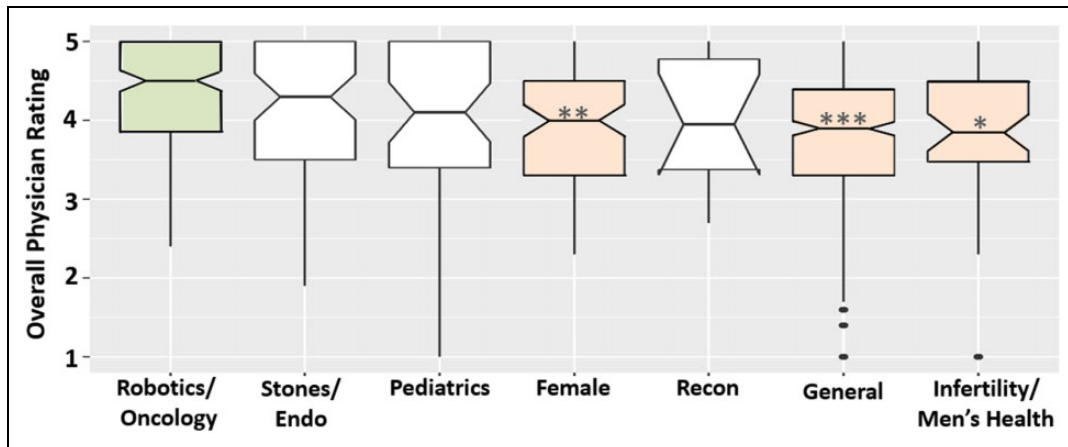 Overall Physician Rating
5
4
3
2
1
**
***
*
Robotics/
Oncology
Stones/
Endo
Pediatrics
Female
Recon
General
Infertility/
Men's Health